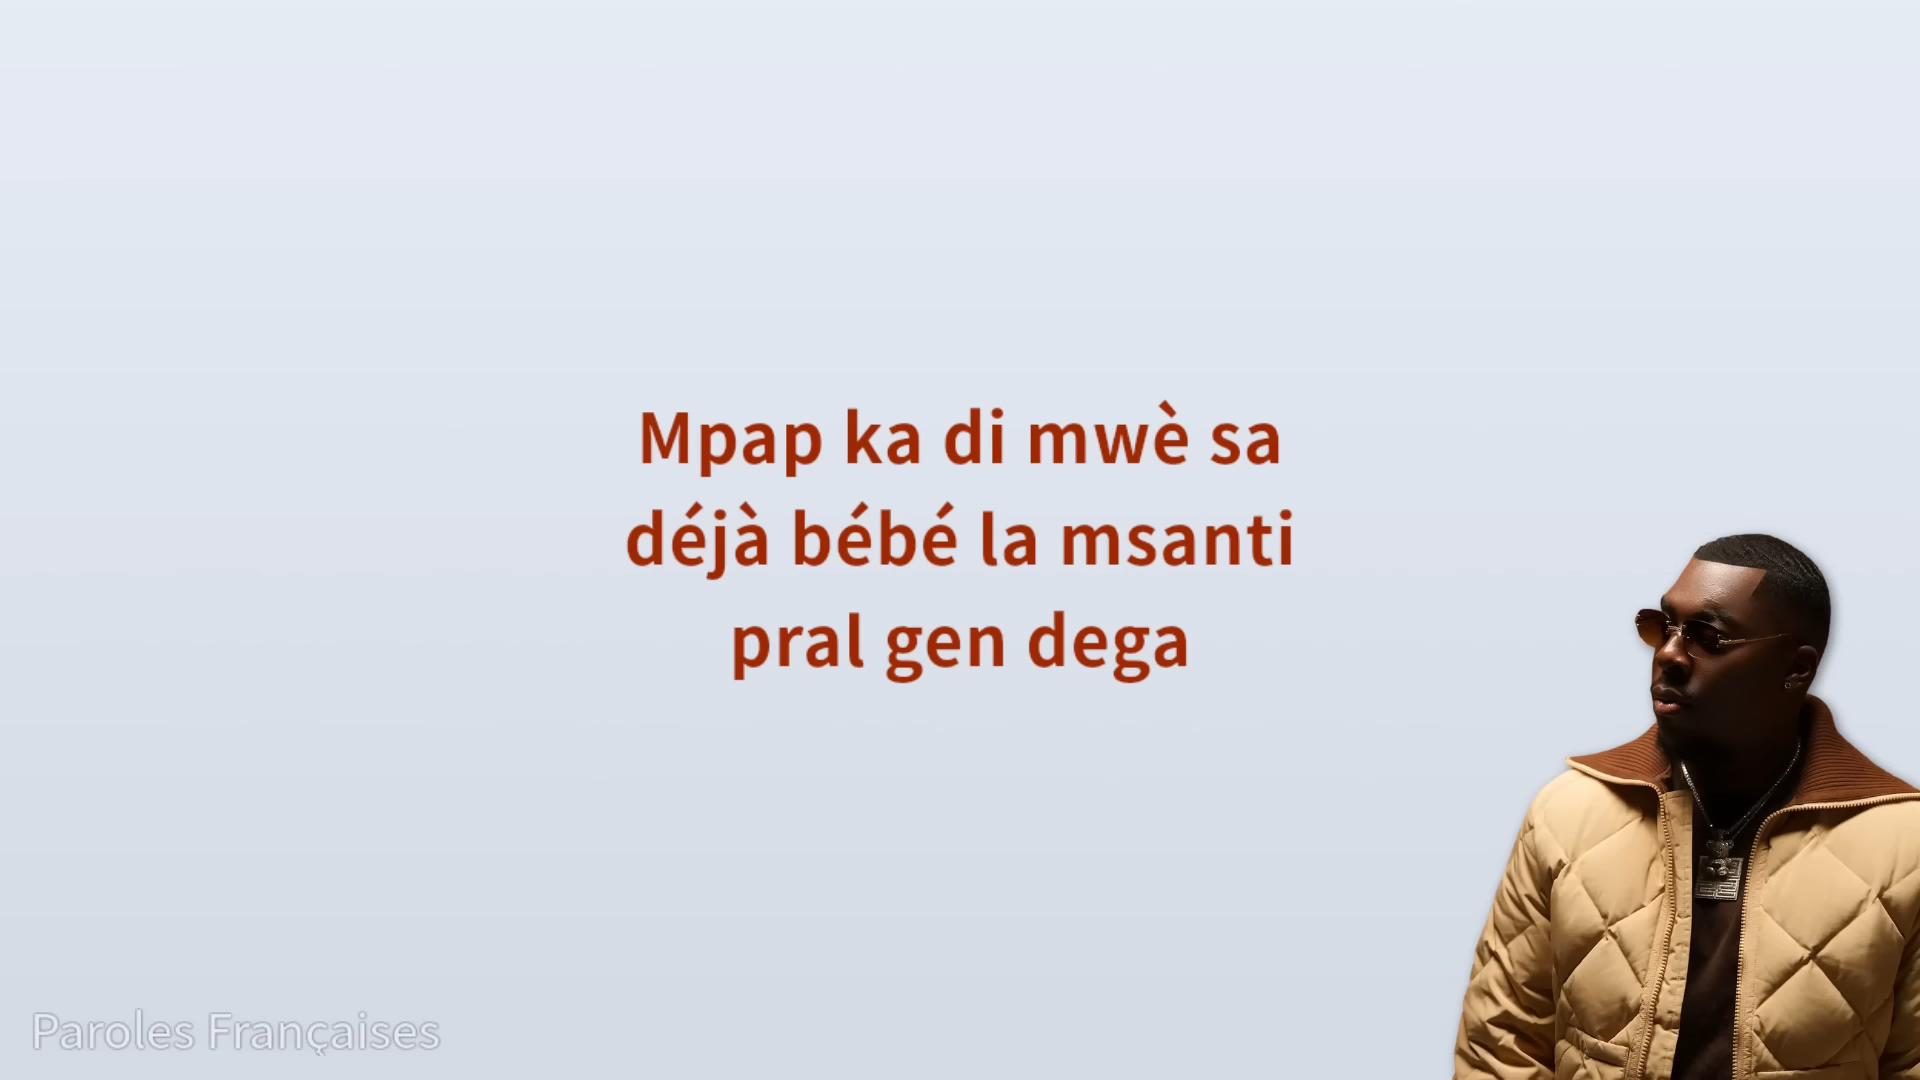 Mpap ka di mwè sa
déjà bébé la msanti
pral gen dega
Paroles Françaises